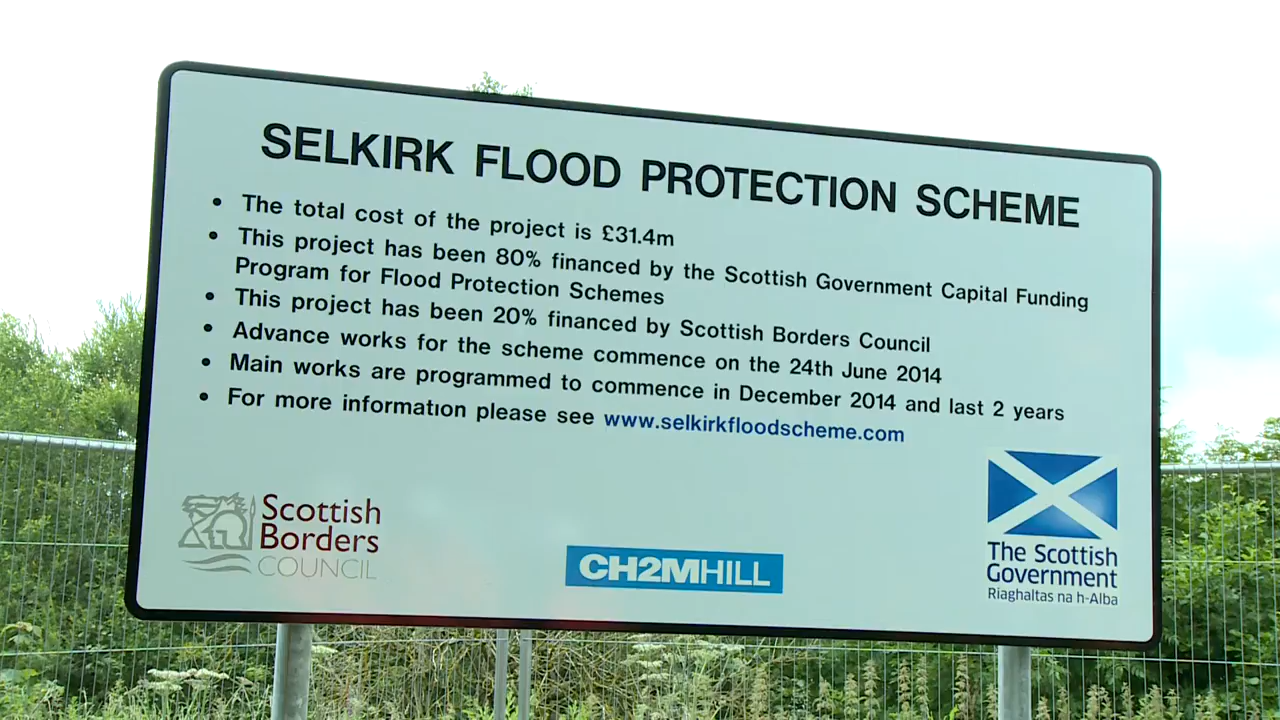 SELKIRK FLOOD PROTECTION SCHEME
• The total cost of the project is £31.4m
• This project has been 80% financed by the Scottish Government Capital Funding
Program for Flood Protection Schemes
• This project has been 20% financed by Scottish Borders Council
• Advance works for the scheme commence on the 24th June 2014
• Main works are programmed to commence in December 2014 and last 2 years
• For more information please see www.selkirkfloodscheme.com
Scottish
Borders
COUNCIL
CH2MHILL
The Scottish
Government
Riaghaltas na h-Alba